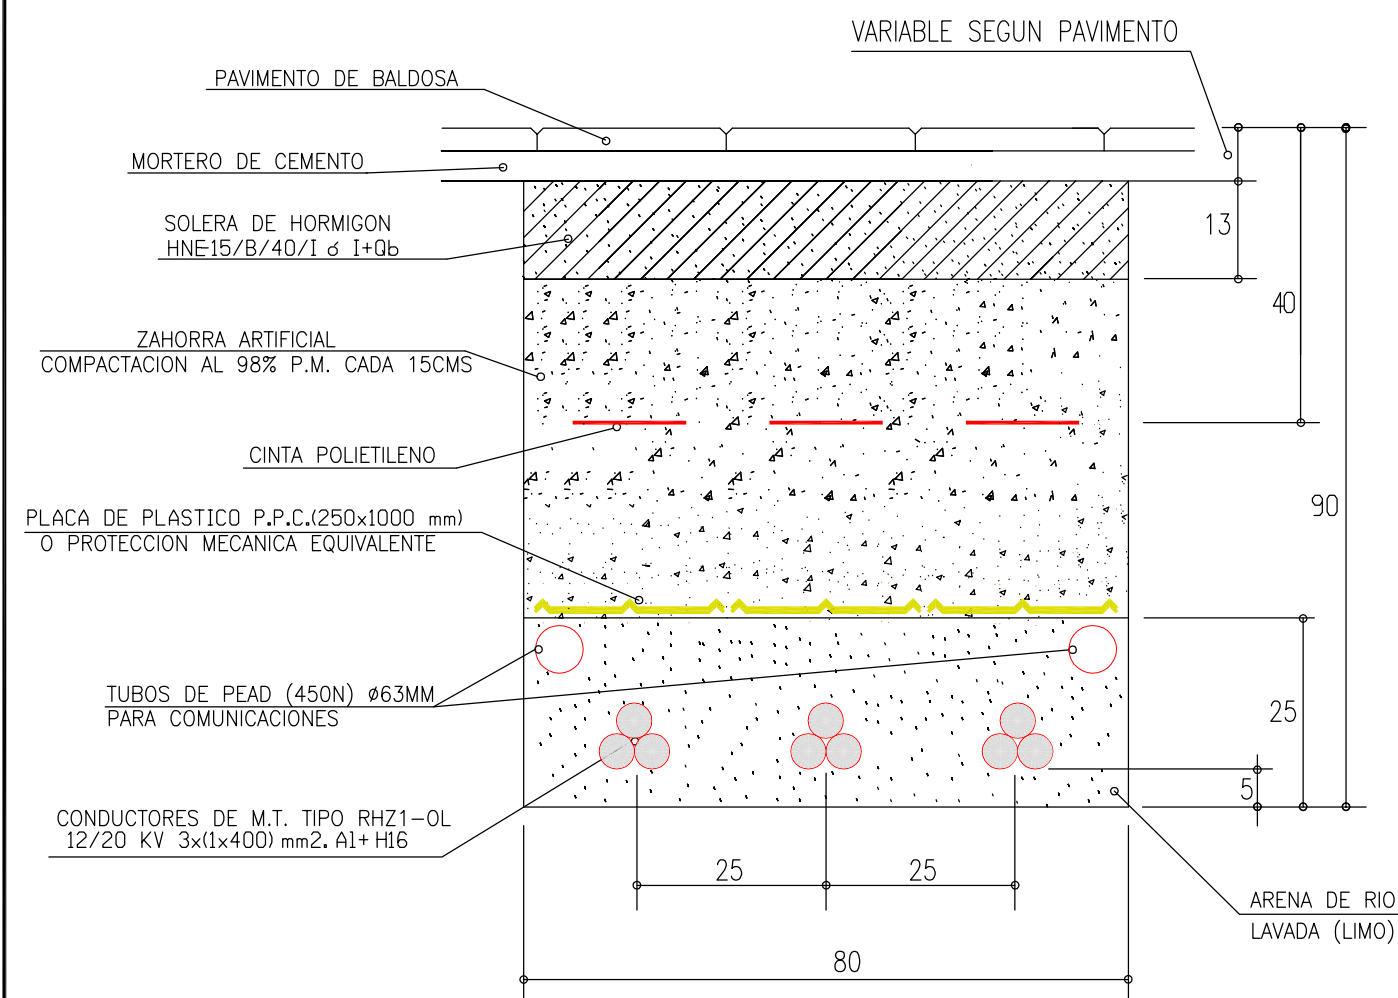 VARIABLE SEGUN PAVIMENTO
PAVIMENTO DE BALDOSA
MORTERO DE CEMENTO
SOLERA DE HORMIGON
HNE15/B/40/I ó I+Qb
13
40
ZAHORRA ARTIFICIAL
COMPACTACION AL 98% P.M. CADA 15CMS
CINTA POLIETILENO
90
PLACA DE PLASTICO P.P.C.(250x1000 mm)
O PROTECCION MECANICA EQUIVALENTE
TUBOS DE PEAD (450N) Ø63MM
PARA COMUNICACIONES
25
5
CONDUCTORES DE M.T. TIPO RHZ1-OL
12/20 KV 3x(1x400) mm2. Al+ H16
25
25
ARENA DE RIO
LAVADA (LIMO)
80